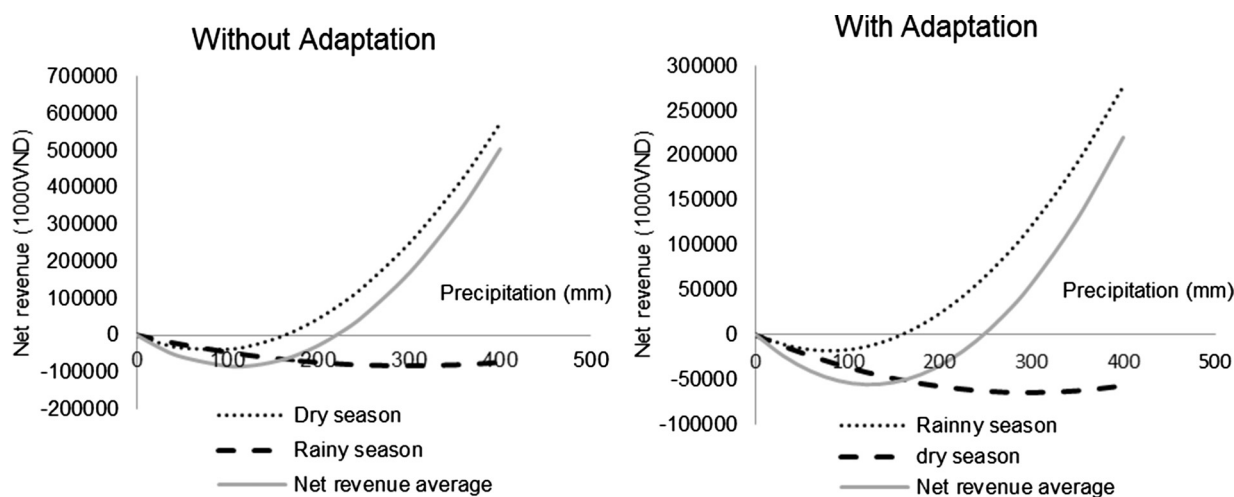 Without Adaptation
Net revenue (1000VND)
700000
600000
500000
400000
300000
200000
100000
0
-100000
-200000
0 100 200 300 400 500
Precipitation (mm)
Dry season
Rainy season
Net revenue average
With Adaptation
Net revenue (1000VND)
300000
250000
200000
150000
100000
50000
0
-50000
-100000
0 100 200 300 400 500
Precipitation (mm)
Rainny season
dry season
Net revenue average